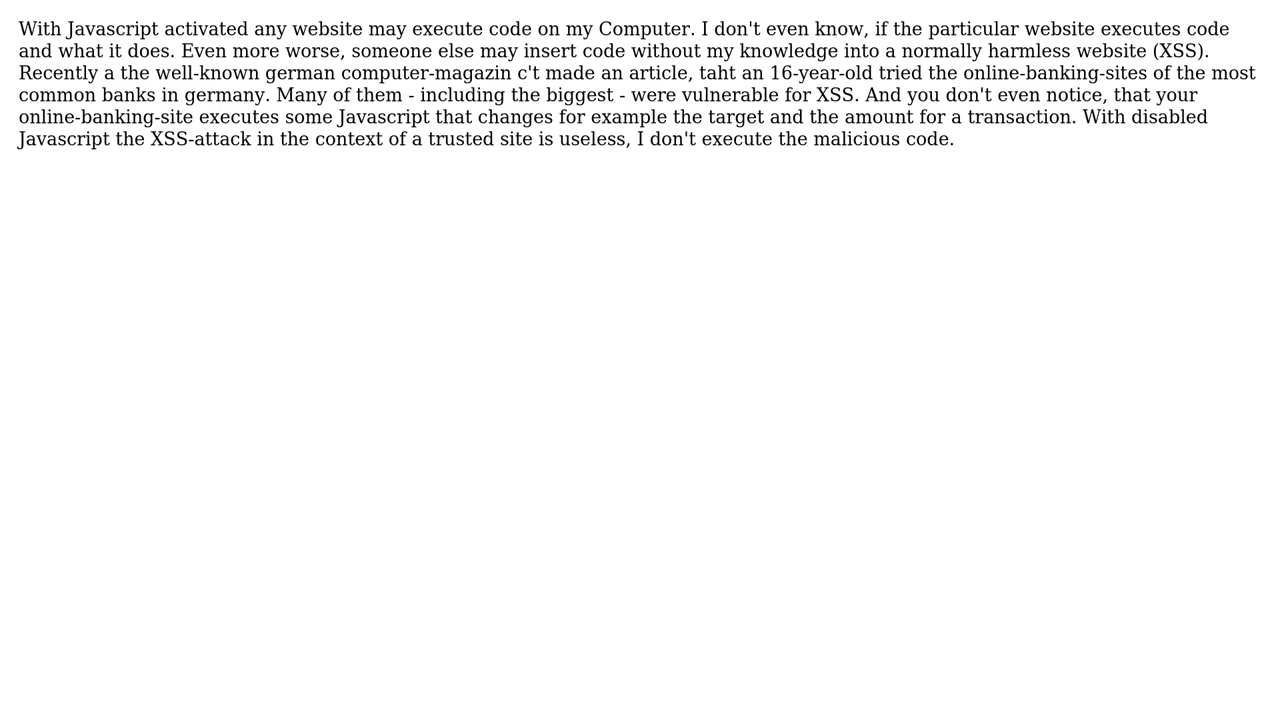 With Javascript activated any website may execute code on my Computer. I don't even know, if the particular website executes code
and what it does. Even more worse, someone else may insert code without my knowledge into a normally harmless website (XSS).
Recently a the well-known german computer-magazin c't made an article, taht an 16-year-old tried the online-banking-sites of the most
common banks in germany. Many of them - including the biggest - were vulnerable for XSS. And you don't even notice, that your
online-banking-site executes some Javascript that changes for example the target and the amount for a transaction. With disabled
Javascript the XSS-attack in the context of a trusted site is useless, I don't execute the malicious code.